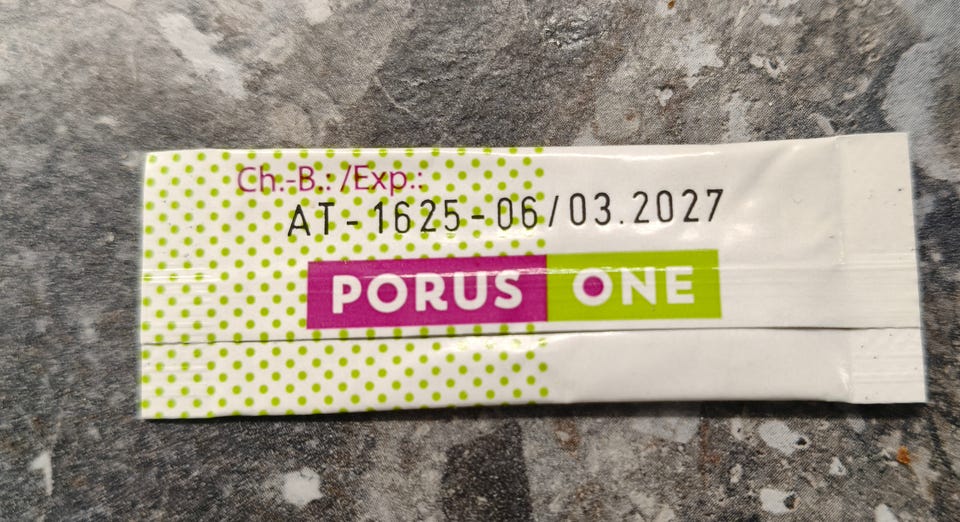 Ch.-B.: /Exp.:
AT-1625-06/03.2027
PORUS ONE